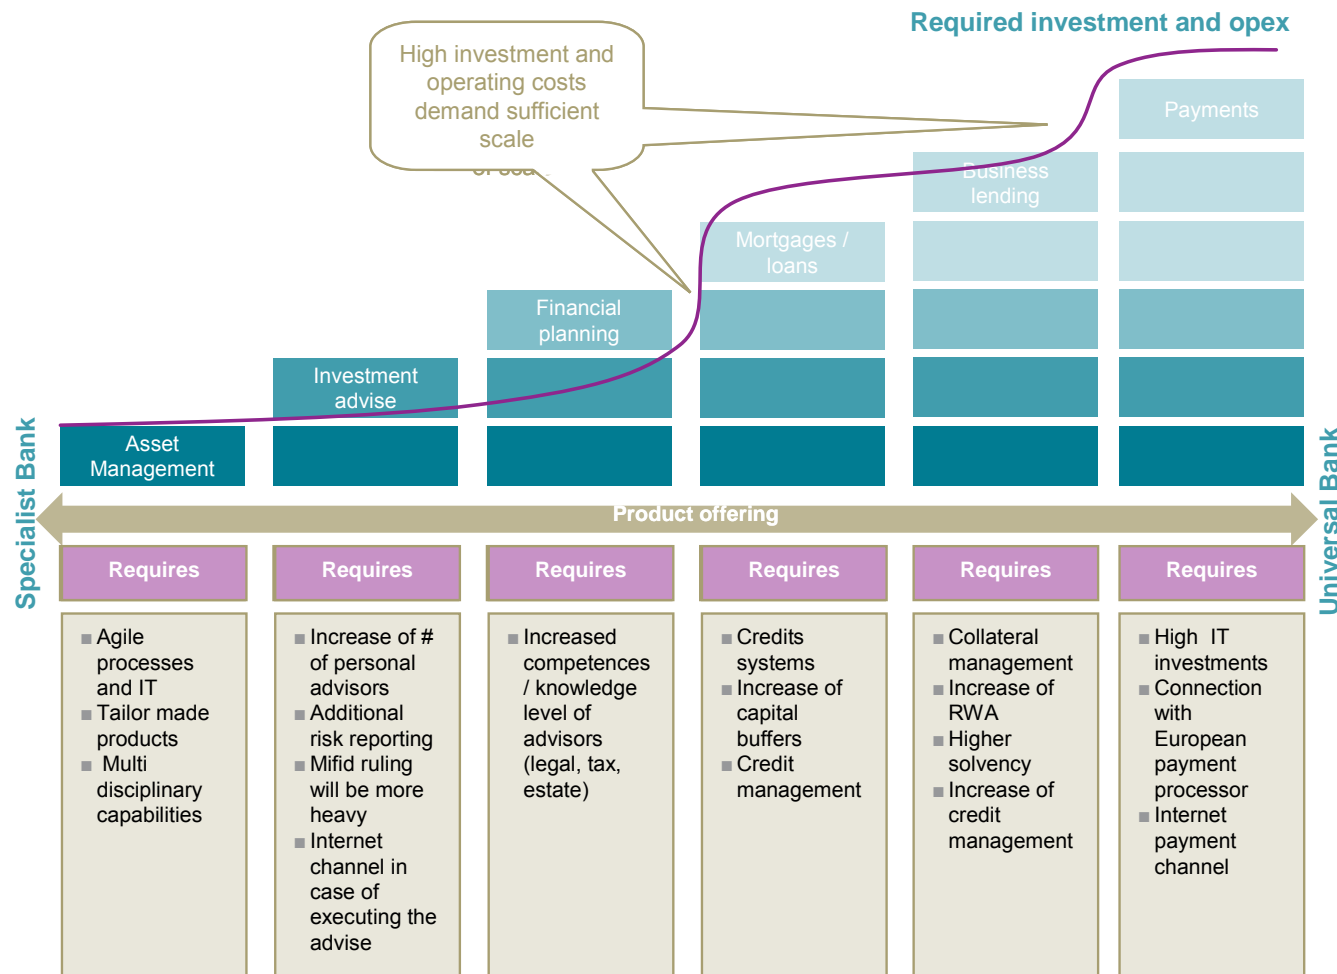 Required investment and opex
High investment and
operating costs
demand sufficient
scale
Payments
Business
lending
Mortgages /
loans
Financial
planning
Investment
advise
Asset
Management
Specialist Bank
Universal Bank
Product offering
Requires
Requires
Requires
Requires
Requires
Requires
■ Agile
processes
and IT
■ Tailor made
products
■ Multi
disciplinary
capabilities
■ Increase of #
of personal
advisors
■ Additional
risk reporting
■ Mifid ruling
will be more
heavy
■ Internet
channel in
case of
executing the
advise
■ Increased
competences
/ knowledge
level of
advisors
(legal, tax,
estate)
■ Credits
systems
■ Increase of
capital
buffers
■ Credit
management
■ Collateral
management
■ Increase of
RWA
■ Higher
solvency
■ Increase of
credit
management
■ High IT
investments
■ Connection
with
European
payment
processor
■ Internet
payment
channel